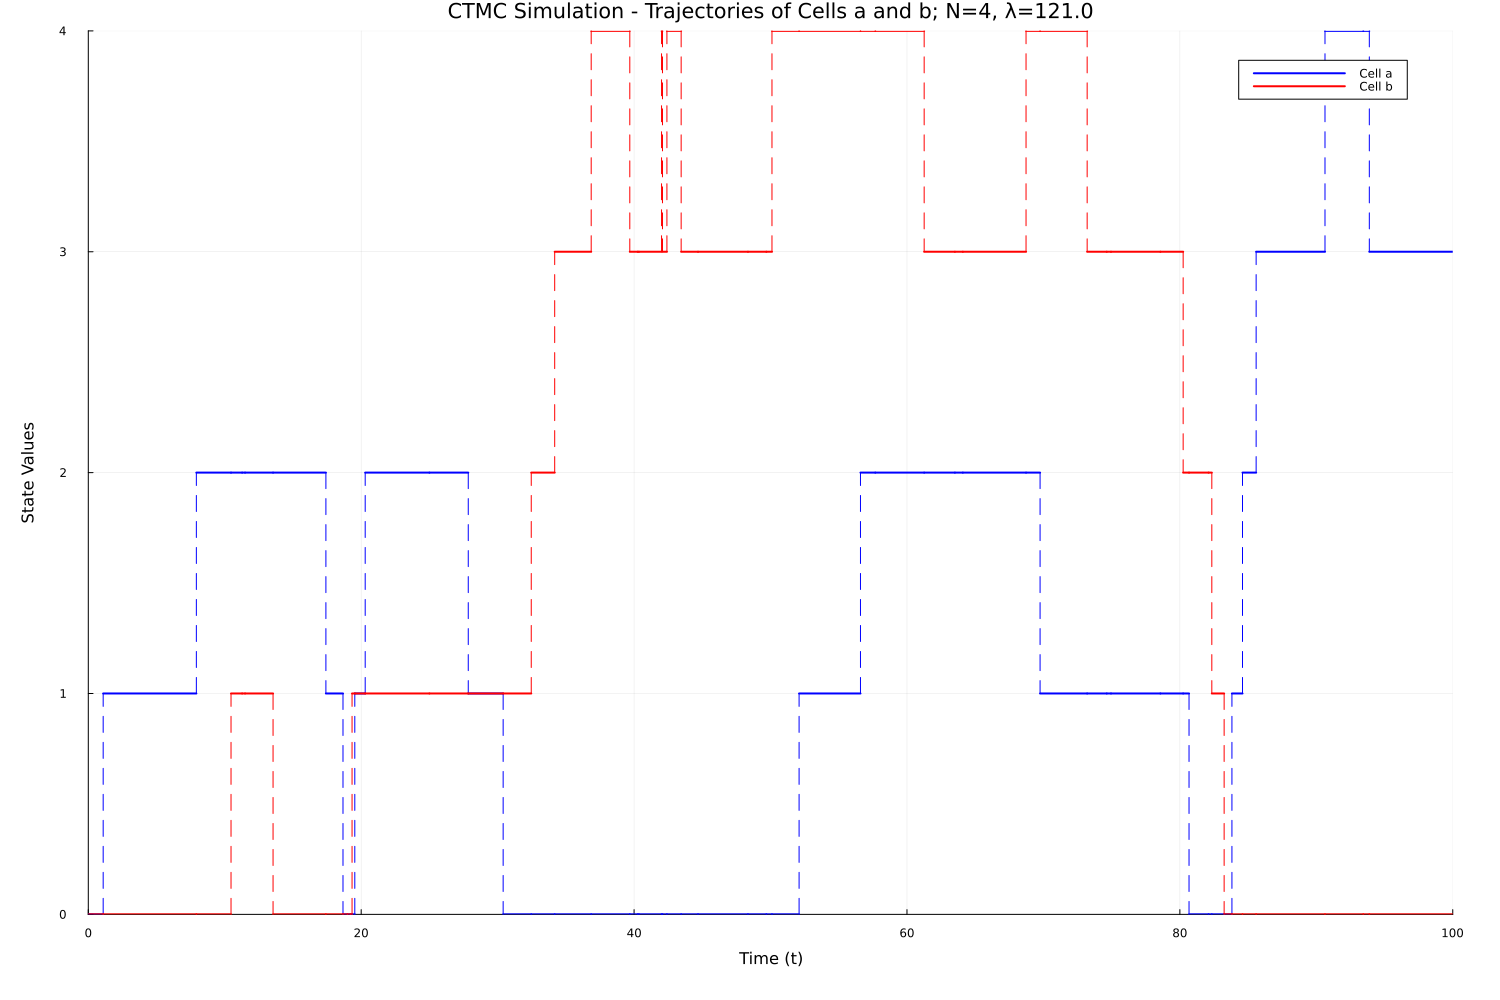 CTMC Simulation - Trajectories of Cells a and b; N=4, λ=121.0
Cell a
Cell b
State Values
4
3
2
1
0
0 20 40 60 80 100
Time (t)